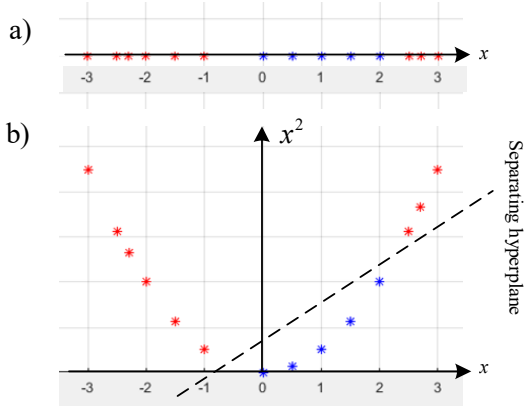 a)
x
-3 -2 -1 0 1 2 3
b)
x²
Separating hyperplane
x
-3 -2 -1 0 1 2 3